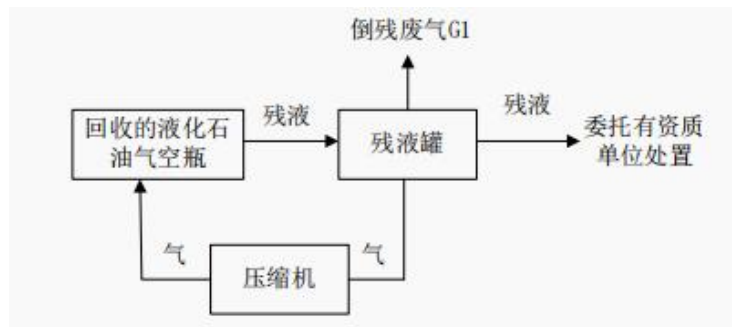 倒残废气G1
回收的液化石
油气空瓶
残液
残液罐
残液
委托有资质
单位处置
气
压缩机
气